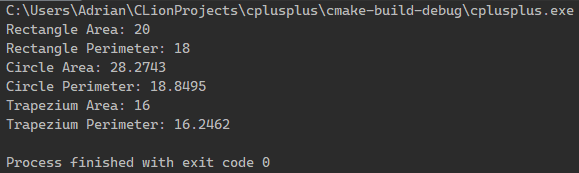 C:\Users\Adrian\CLionProjects\cplusplus\cmake-build-debug\cplusplus.exe
Rectangle Area: 20
Rectangle Perimeter: 18
Circle Area: 28.2743
Circle Perimeter: 18.8495
Trapezium Area: 16
Trapezium Perimeter: 16.2462
Process finished with exit code 0